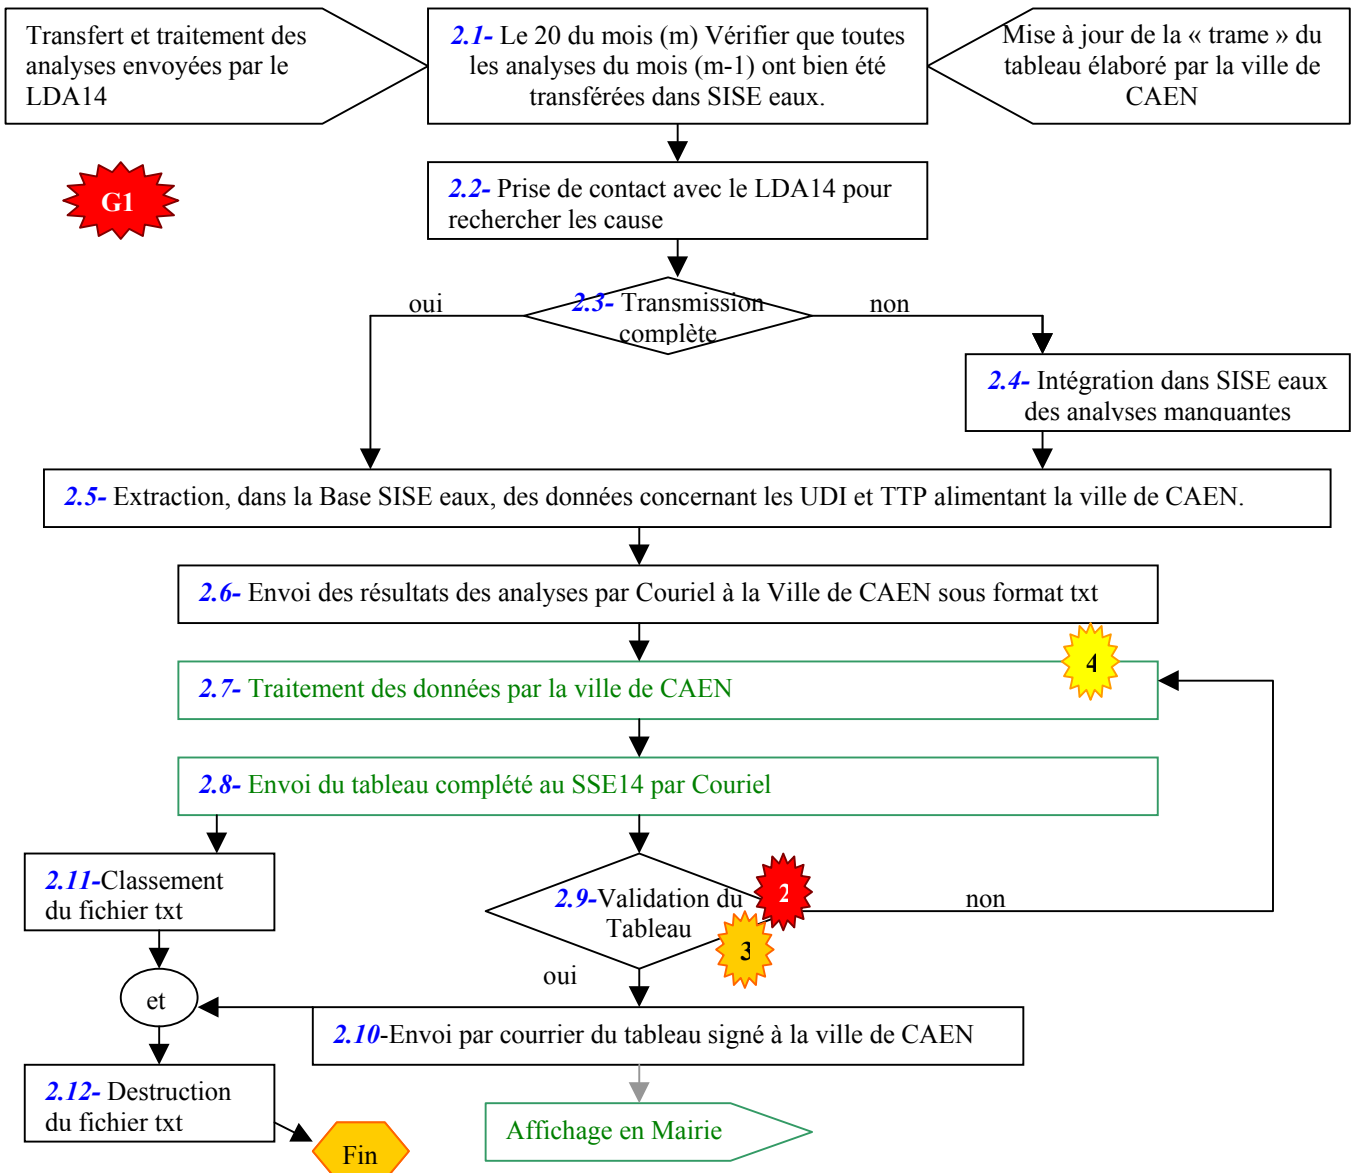 Transfert et traitement des
analyses envoyées par le
LDA14
2.1- Le 20 du mois (m) Vérifier que toutes
les analyses du mois (m-1) ont bien été
transférées dans SISE eaux.
Mise à jour de la « trame » du
tableau élaboré par la ville de
CAEN
G1
2.2- Prise de contact avec le LDA14 pour
rechercher les cause
oui
2.3- Transmission
complète
non
2.4- Intégration dans SISE eaux
des analyses manquantes
2.5- Extraction, dans la Base SISE eaux, des données concernant les UDI et TTP alimentant la ville de CAEN.
2.6- Envoi des résultats des analyses par Couriel à la Ville de CAEN sous format txt
4
2.7- Traitement des données par la ville de CAEN
2.8- Envoi du tableau complété au SSE14 par Couriel
2.11-Classement
du fichier txt
2.9-Validation du
Tableau
2
3
non
oui
et
2.10-Envoi par courrier du tableau signé à la ville de CAEN
2.12- Destruction
du fichier txt
Affichage en Mairie
Fin